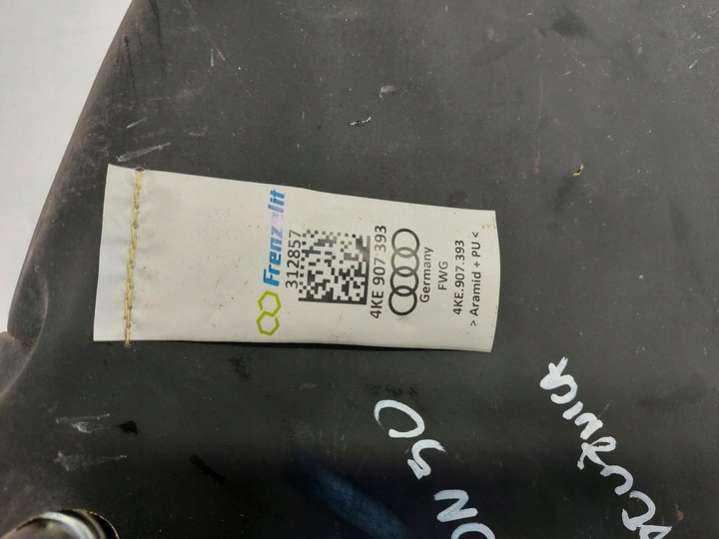 Frenzelit
312857
4KE 907 393
Germany
FWG
4KE.907.393
> Aramid + PU <